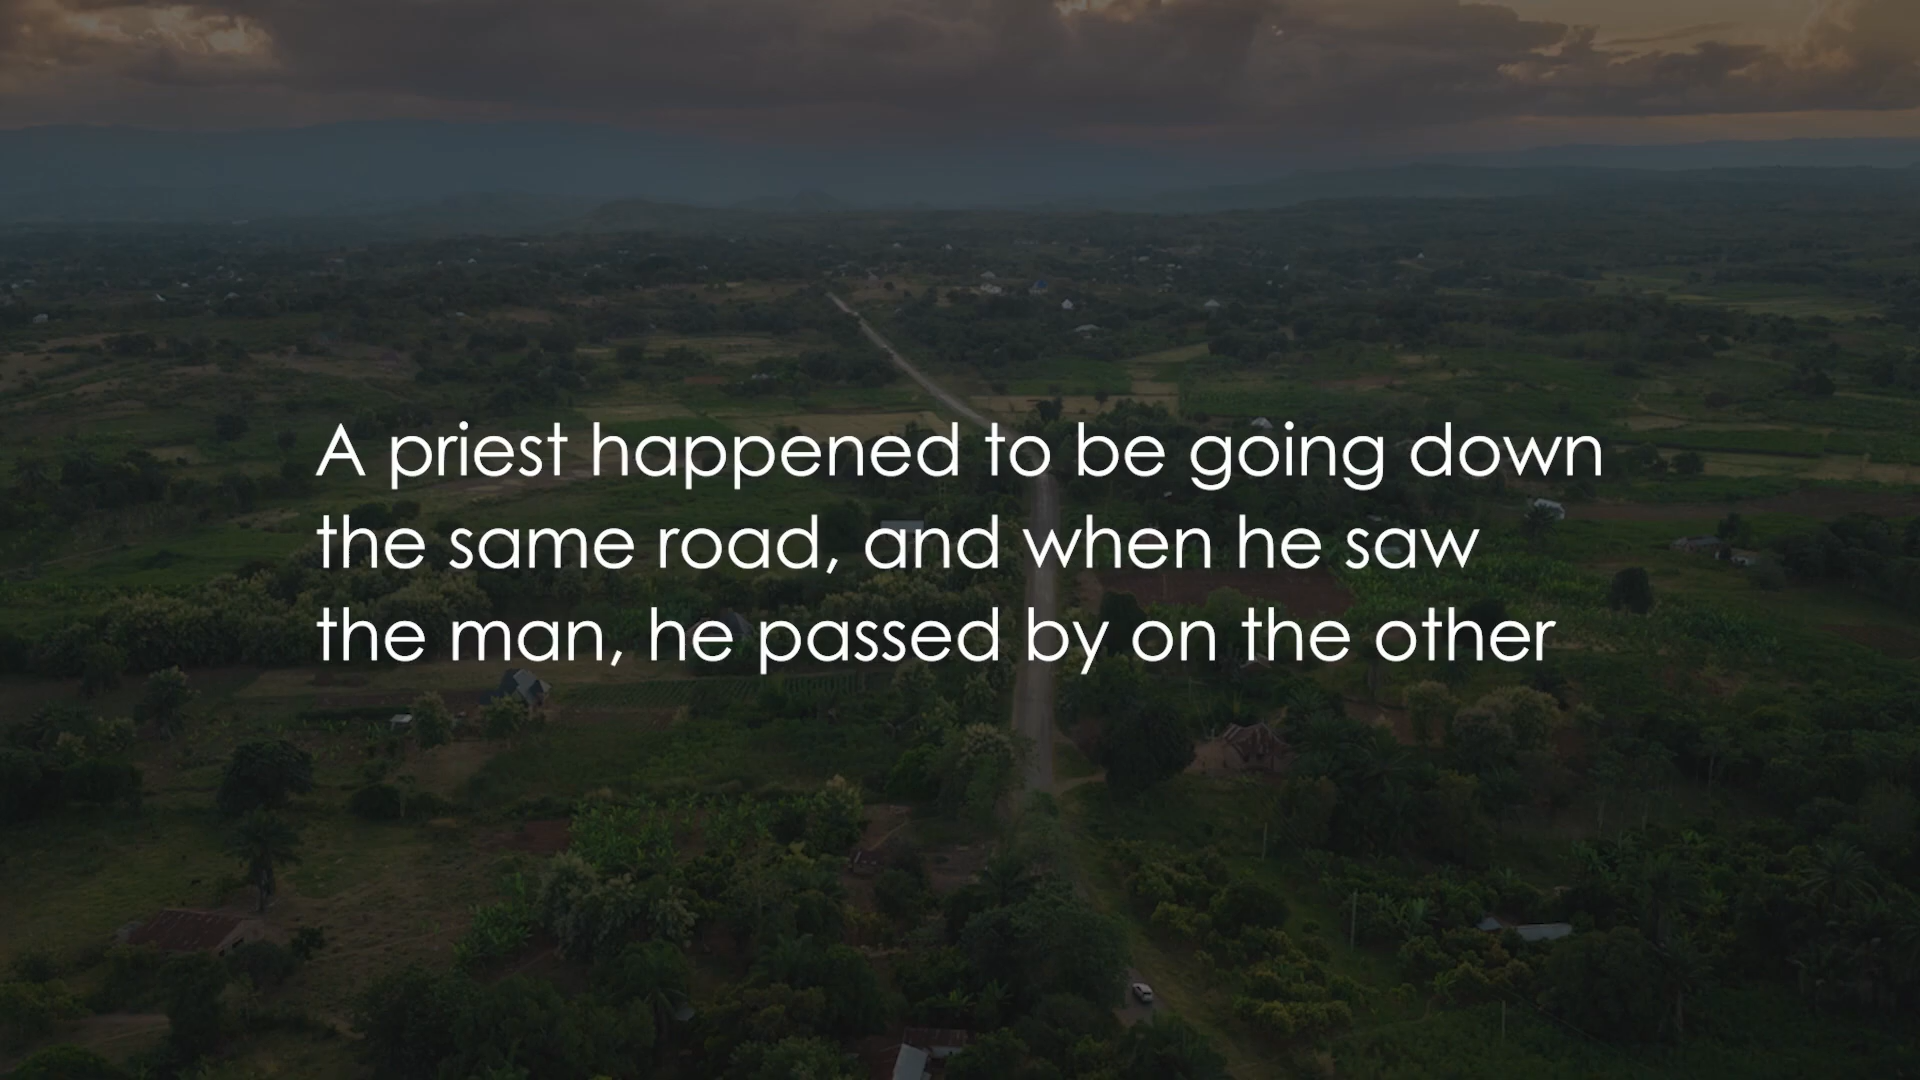 A priest happened to be going down
the same road, and when he saw
the man, he passed by on the other